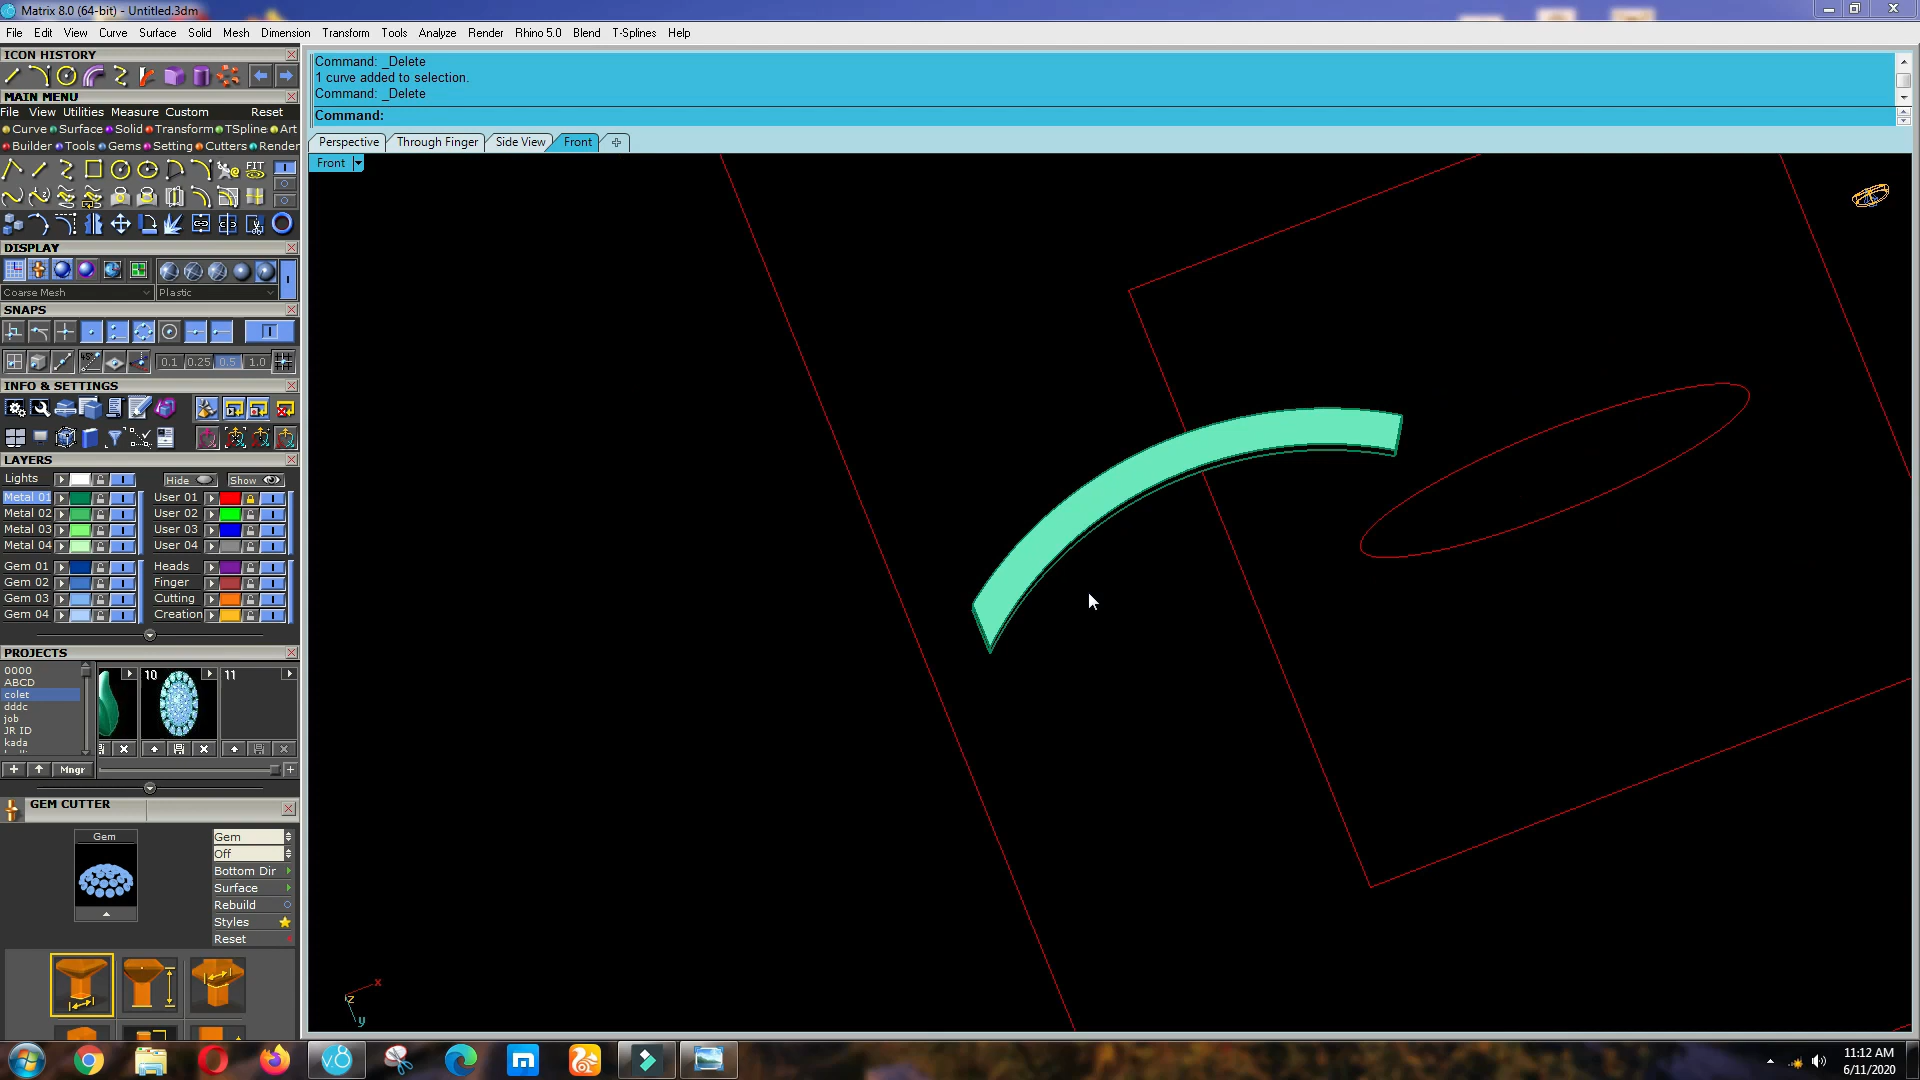 Matrix 8.0 (64-bit) - Untitled.3dm
File Edit View Curve Surface Solid Mesh Dimension Transform Tools Analyze Render Rhino 5.0 Blend T-Splines Help
ICON HISTORY
MAIN MENU
File View Utilities Measure Custom Reset
Curve Surface Solid Transform TSpline Art
Builder Tools Gems Setting Cutters Render
FIT
DISPLAY
Coarse Mesh Plastic
SNAPS
0.1 0.25 0.5 1.0
INFO & SETTINGS
LAYERS
Lights Hide Show
Metal 01 User 01
Metal 02 User 02
Metal 03 User 03
Metal 04 User 04
Gem 01 Heads
Gem 02 Finger
Gem 03 Cutting
Gem 04 Creation
PROJECTS
0000
ABCD
colet
dddc
job
JR ID
kada
10 11
Mngr
GEM CUTTER
Gem
Gem
Off
Bottom Dir
Surface
Rebuild
Styles
Reset
Command: _Delete
1 curve added to selection.
Command: _Delete
Command:
Perspective Through Finger Side View Front
Front
x
z
y
v8
11:12 AM
6/11/2020